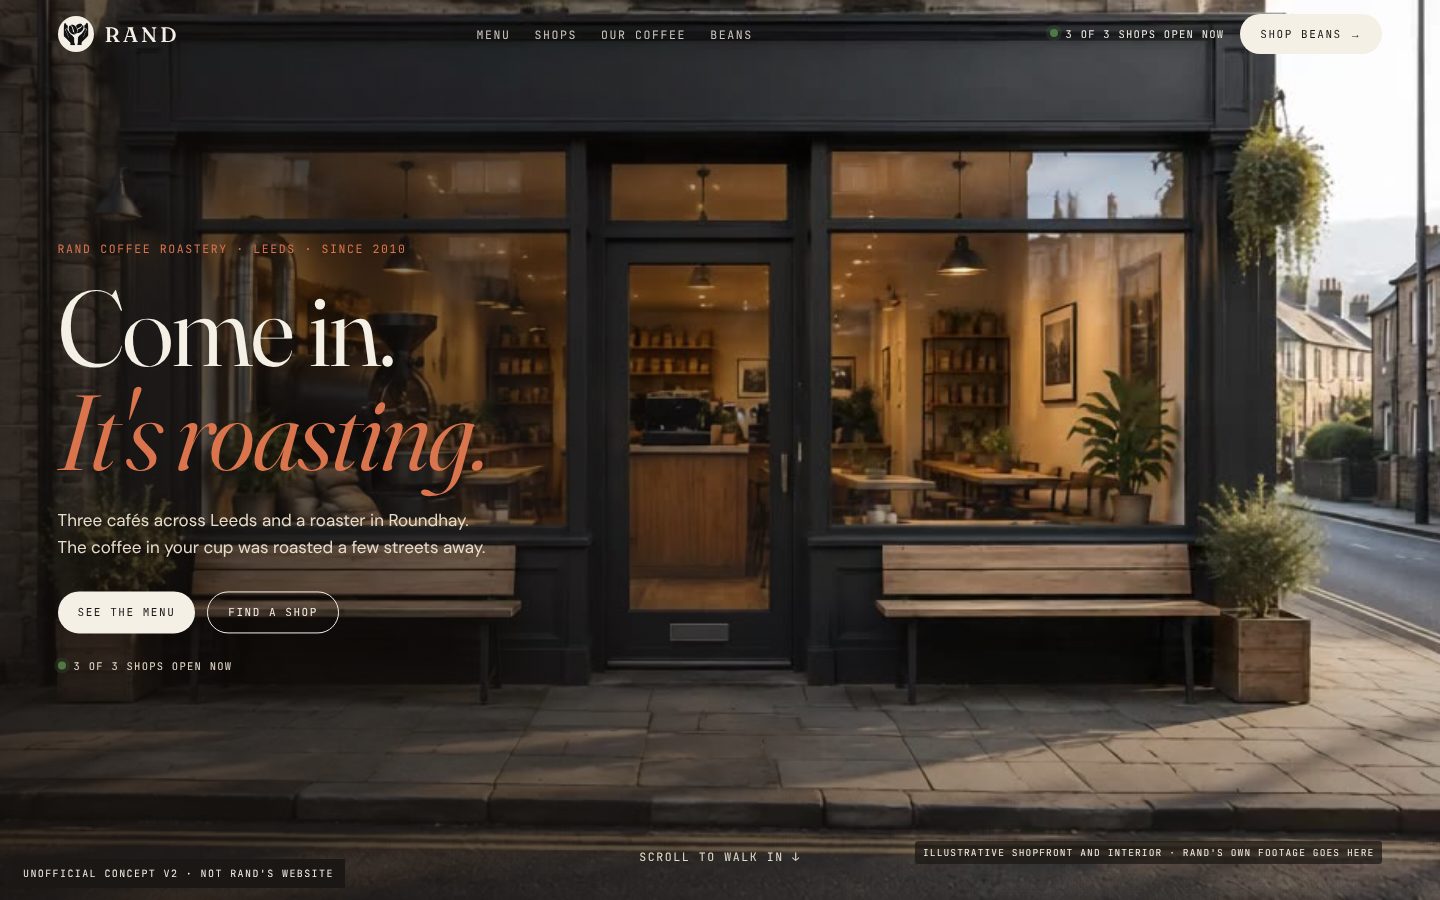 RAND
MENU SHOPS OUR COFFEE BEANS
3 OF 3 SHOPS OPEN NOW
SHOP BEANS →
RAND COFFEE ROASTERY · LEEDS · SINCE 2010
Come in.
It's roasting.
Three cafés across Leeds and a roaster in Roundhay.
The coffee in your cup was roasted a few streets away.
SEE THE MENU
FIND A SHOP
3 OF 3 SHOPS OPEN NOW
SCROLL TO WALK IN ↓
ILLUSTRATIVE SHOPFRONT AND INTERIOR · RAND'S OWN FOOTAGE GOES HERE
UNOFFICIAL CONCEPT V2 · NOT RAND'S WEBSITE